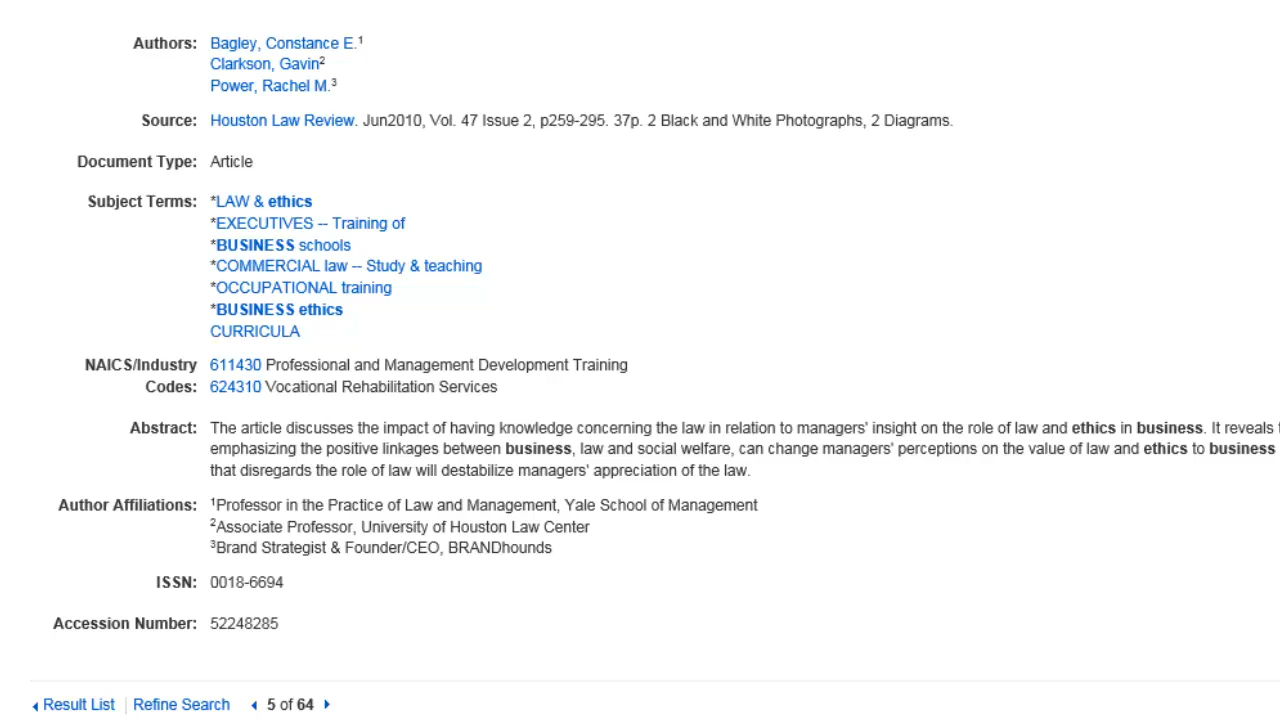 Authors: Bagley, Constance E.¹
Clarkson, Gavin²
Power, Rachel M.³
Source: Houston Law Review. Jun2010, Vol. 47 Issue 2, p259-295. 37p. 2 Black and White Photographs, 2 Diagrams.
Document Type: Article
Subject Terms: *LAW & ethics
*EXECUTIVES -- Training of
*BUSINESS schools
*COMMERCIAL law -- Study & teaching
*OCCUPATIONAL training
*BUSINESS ethics
CURRICULA
NAICS/Industry 611430 Professional and Management Development Training
Codes: 624310 Vocational Rehabilitation Services
Abstract: The article discusses the impact of having knowledge concerning the law in relation to managers' insight on the role of law and ethics in business. It reveals
emphasizing the positive linkages between business, law and social welfare, can change managers' perceptions on the value of law and ethics to business
that disregards the role of law will destabilize managers' appreciation of the law.
Author Affiliations: ¹Professor in the Practice of Law and Management, Yale School of Management
²Associate Professor, University of Houston Law Center
³Brand Strategist & Founder/CEO, BRANDhounds
ISSN: 0018-6694
Accession Number: 52248285
Result List Refine Search 5 of 64